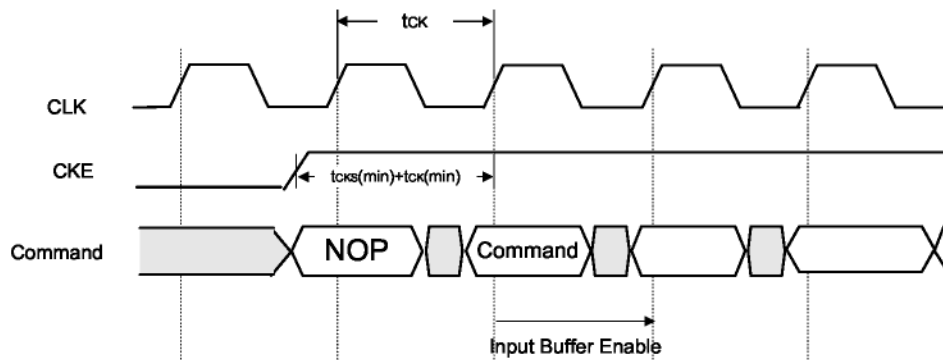 tCK
CLK
CKE
tCKS(min)+tCK(min)
Command
NOP
Command
Input Buffer Enable